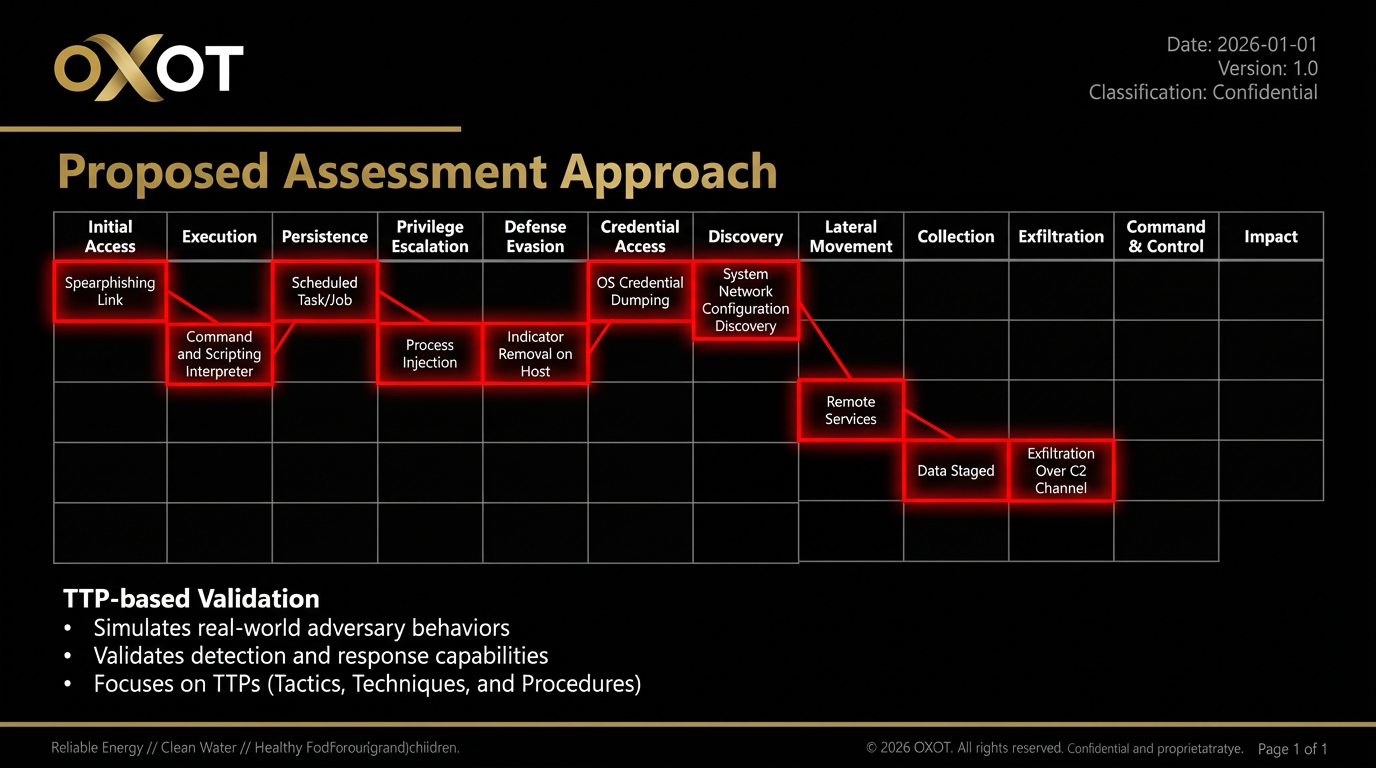 OXOT
Date: 2026-01-01
Version: 1.0
Classification: Confidential
Proposed Assessment Approach
Initial
Access
Execution
Persistence
Privilege
Escalation
Defense
Evasion
Credential
Access
Discovery
Lateral
Movement
Collection
Exfiltration
Command
& Control
Impact
Spearphishing
Link
Command
and Scripting
Interpreter
Scheduled
Task/Job
Process
Injection
Indicator
Removal on
Host
OS Credential
Dumping
System
Network
Configuration
Discovery
Remote
Services
Data Staged
Exfiltration
Over C2
Channel
TTP-based Validation
• Simulates real-world adversary behaviors
• Validates detection and response capabilities
• Focuses on TTPs (Tactics, Techniques, and Procedures)
Reliable Energy // Clean Water // Healthy FodForour(grand)chiidren.
© 2026 OXOT. All rights reserved. Confidential and proprietatratye. Page 1 of 1